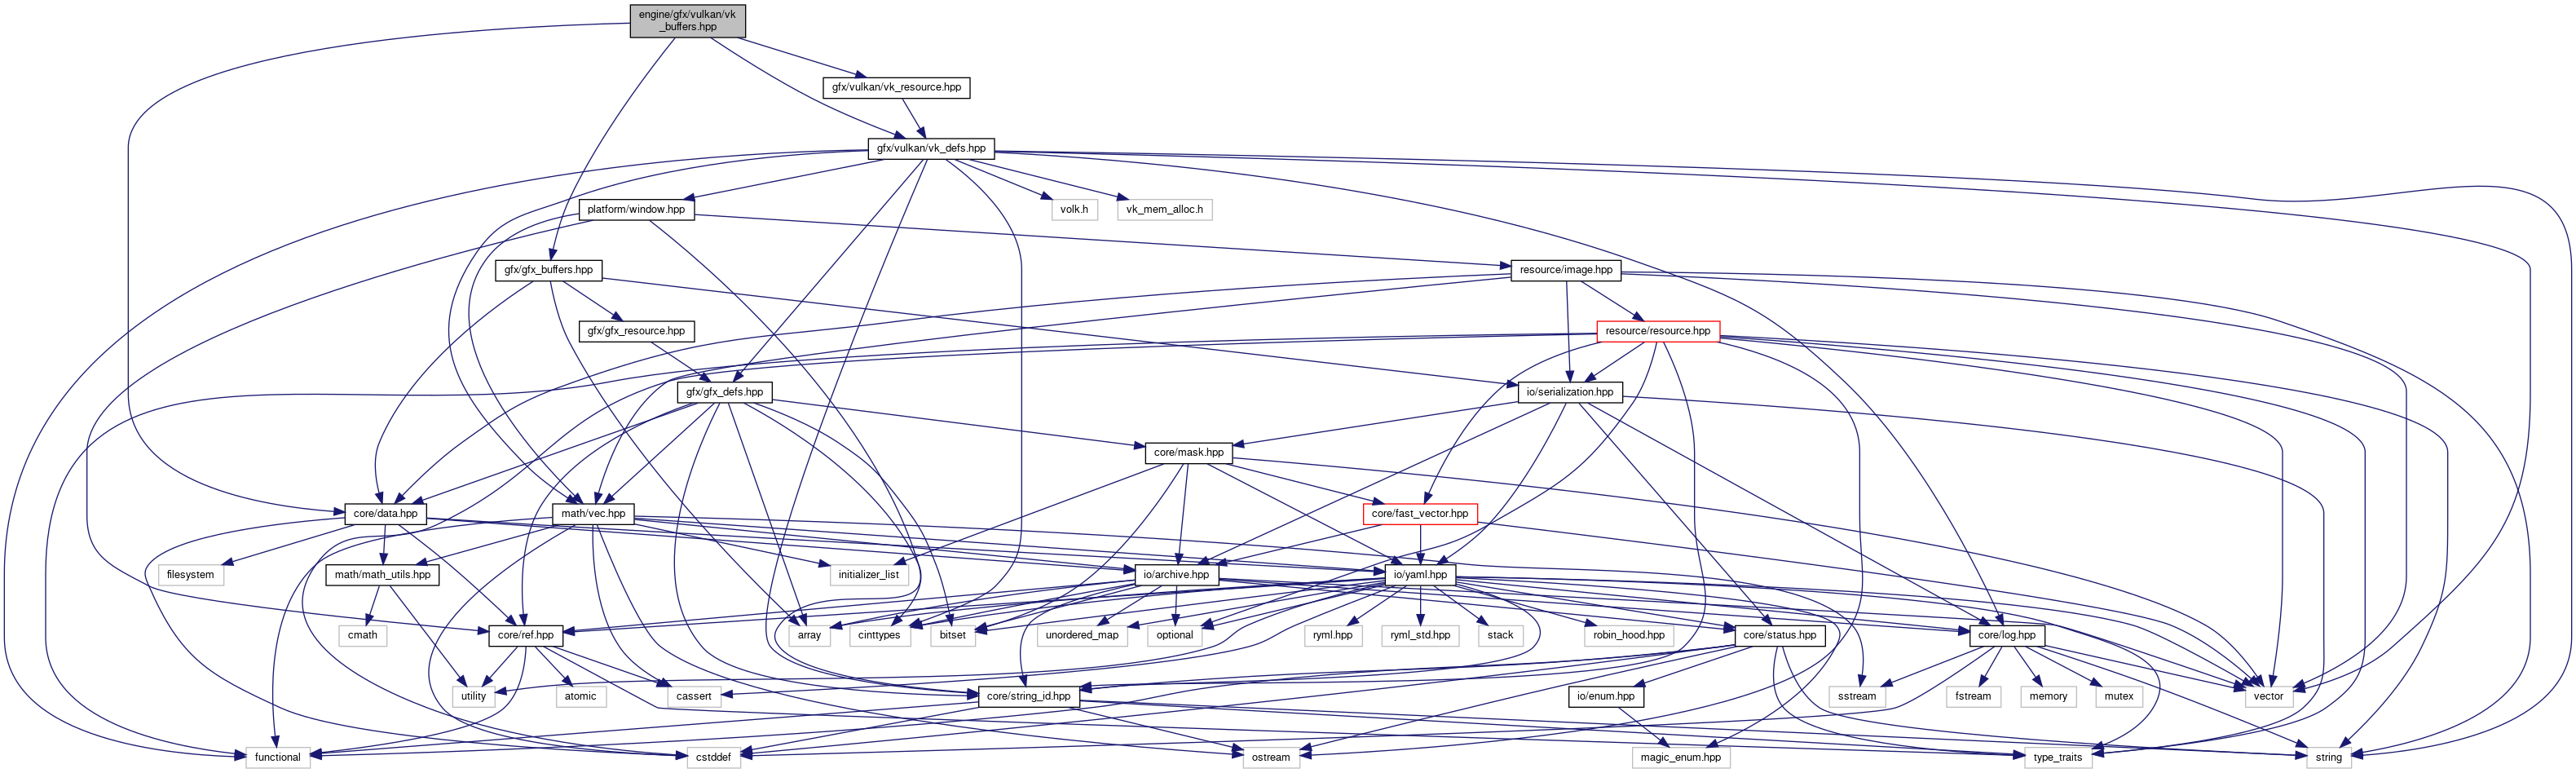 engine/gfx/vulkan/vk
_buffers.hpp
gfx/vulkan/vk_resource.hpp
gfx/vulkan/vk_defs.hpp
platform/window.hpp
volk.h
vk_mem_alloc.h
gfx/gfx_buffers.hpp
resource/image.hpp
gfx/gfx_resource.hpp
resource/resource.hpp
gfx/gfx_defs.hpp
io/serialization.hpp
core/mask.hpp
core/data.hpp
math/vec.hpp
core/fast_vector.hpp
filesystem
math/math_utils.hpp
initializer_list
io/archive.hpp
io/yaml.hpp
cmath
core/ref.hpp
array
cinttypes
bitset
unordered_map
optional
ryml.hpp
ryml_std.hpp
stack
robin_hood.hpp
core/status.hpp
core/log.hpp
utility
atomic
cassert
core/string_id.hpp
io/enum.hpp
sstream
fstream
memory
mutex
vector
functional
cstddef
ostream
magic_enum.hpp
type_traits
string